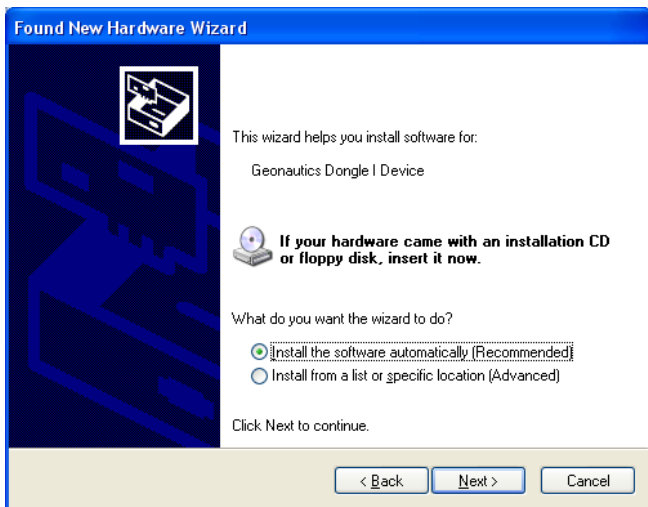 Found New Hardware Wizard
This wizard helps you install software for:
Geonautics Dongle I Device
If your hardware came with an installation CD
or floppy disk, insert it now.
What do you want the wizard to do?
Install the software automatically (Recommended)
Install from a list or specific location (Advanced)
Click Next to continue.
< Back
Next >
Cancel